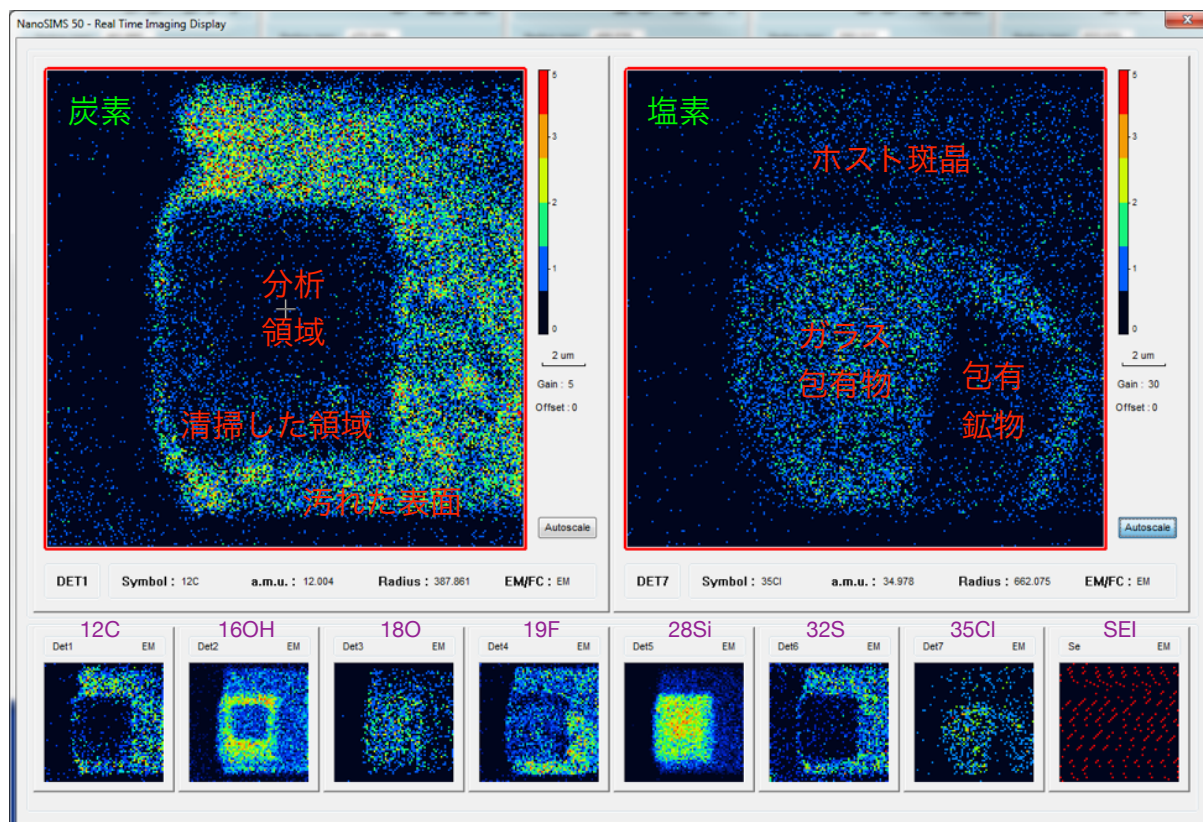 NanoSIMS 50 - Real Time Imaging Display
炭素
分析
領域
清掃した領域
汚れた表面
5
3
2
1
0
2 um
Gain : 5
Offset : 0
Autoscale
DET1 Symbol : 12C a.m.u. : 12.004 Radius : 387.861 EM/FC : EM
塩素
ホスト斑晶
ガラス
包有物
包有
鉱物
5
3
2
1
0
2 um
Gain : 30
Offset : 0
Autoscale
DET7 Symbol : 35Cl a.m.u. : 34.978 Radius : 662.075 EM/FC : EM
12C 16OH 18O 19F 28Si 32S 35Cl SEI
Det1 EM Det2 EM Det3 EM Det4 EM Det5 EM Det6 EM Det7 EM Se EM